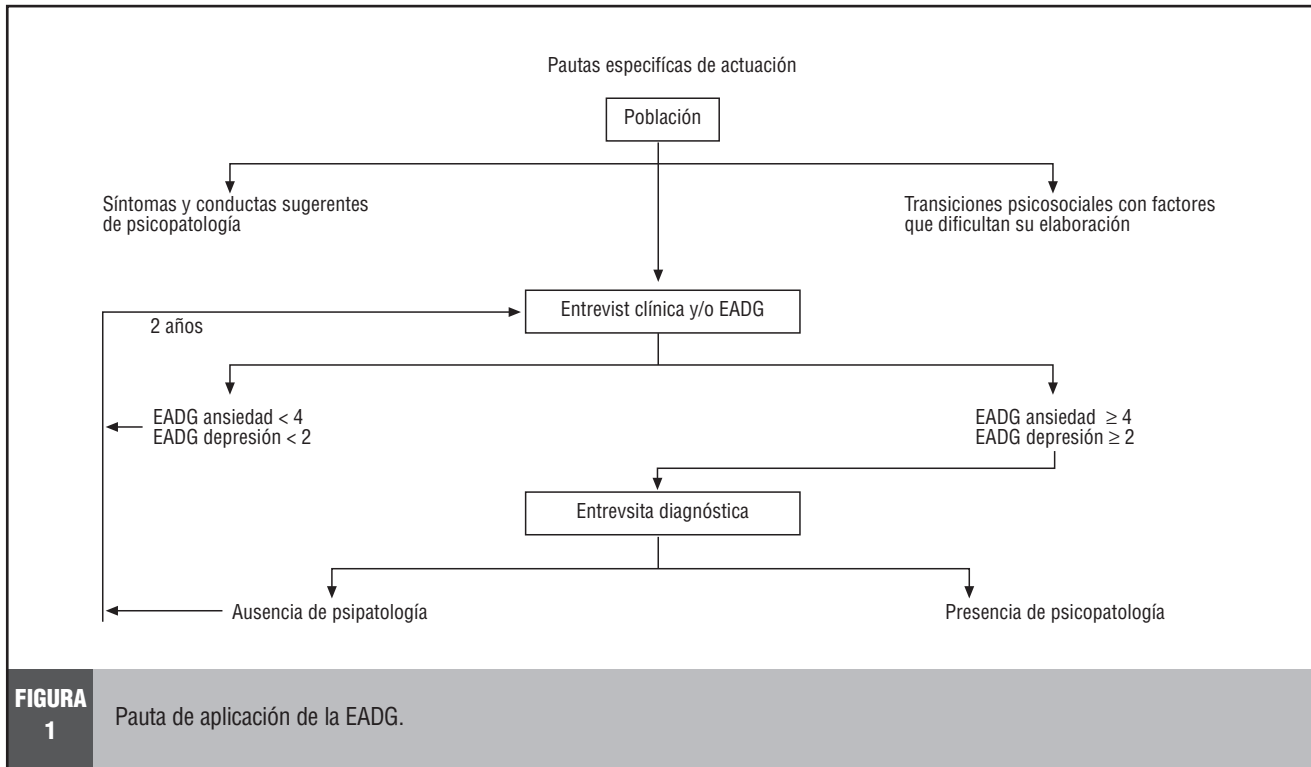 Pautas especifícas de actuación
Población
Síntomas y conductas sugerentes
de psicopatología
Transiciones psicosociales con factores
que dificultan su elaboración
Entrevist clínica y/o EADG
2 años
EADG ansiedad < 4
EADG depresión < 2
EADG ansiedad ≥ 4
EADG depresión ≥ 2
Entrevsita diagnóstica
Ausencia de psipatología
Presencia de psicopatología
FIGURA
1
Pauta de aplicación de la EADG.